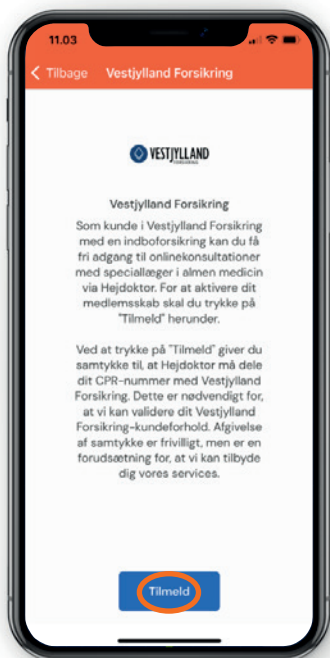 11.03
Tilbage Vestjylland Forsikring
VESTJYLLAND
FORSIKRING
Vestjylland Forsikring
Som kunde i Vestjylland Forsikring
med en indboforsikring kan du få
fri adgang til onlinekonsultationer
med speciallæger i almen medicin
via Hejdoktor. For at aktivere dit
medlemsskab skal du trykke på
"Tilmeld" herunder.
Ved at trykke på "Tilmeld" giver du
samtykke til, at Hejdoktor må dele
dit CPR-nummer med Vestjylland
Forsikring. Dette er nødvendigt for,
at vi kan validere dit Vestjylland
Forsikring-kundeforhold. Afgivelse
af samtykke er frivilligt, men er en
forudsætning for, at vi kan tilbyde
dig vores services.
Tilmeld